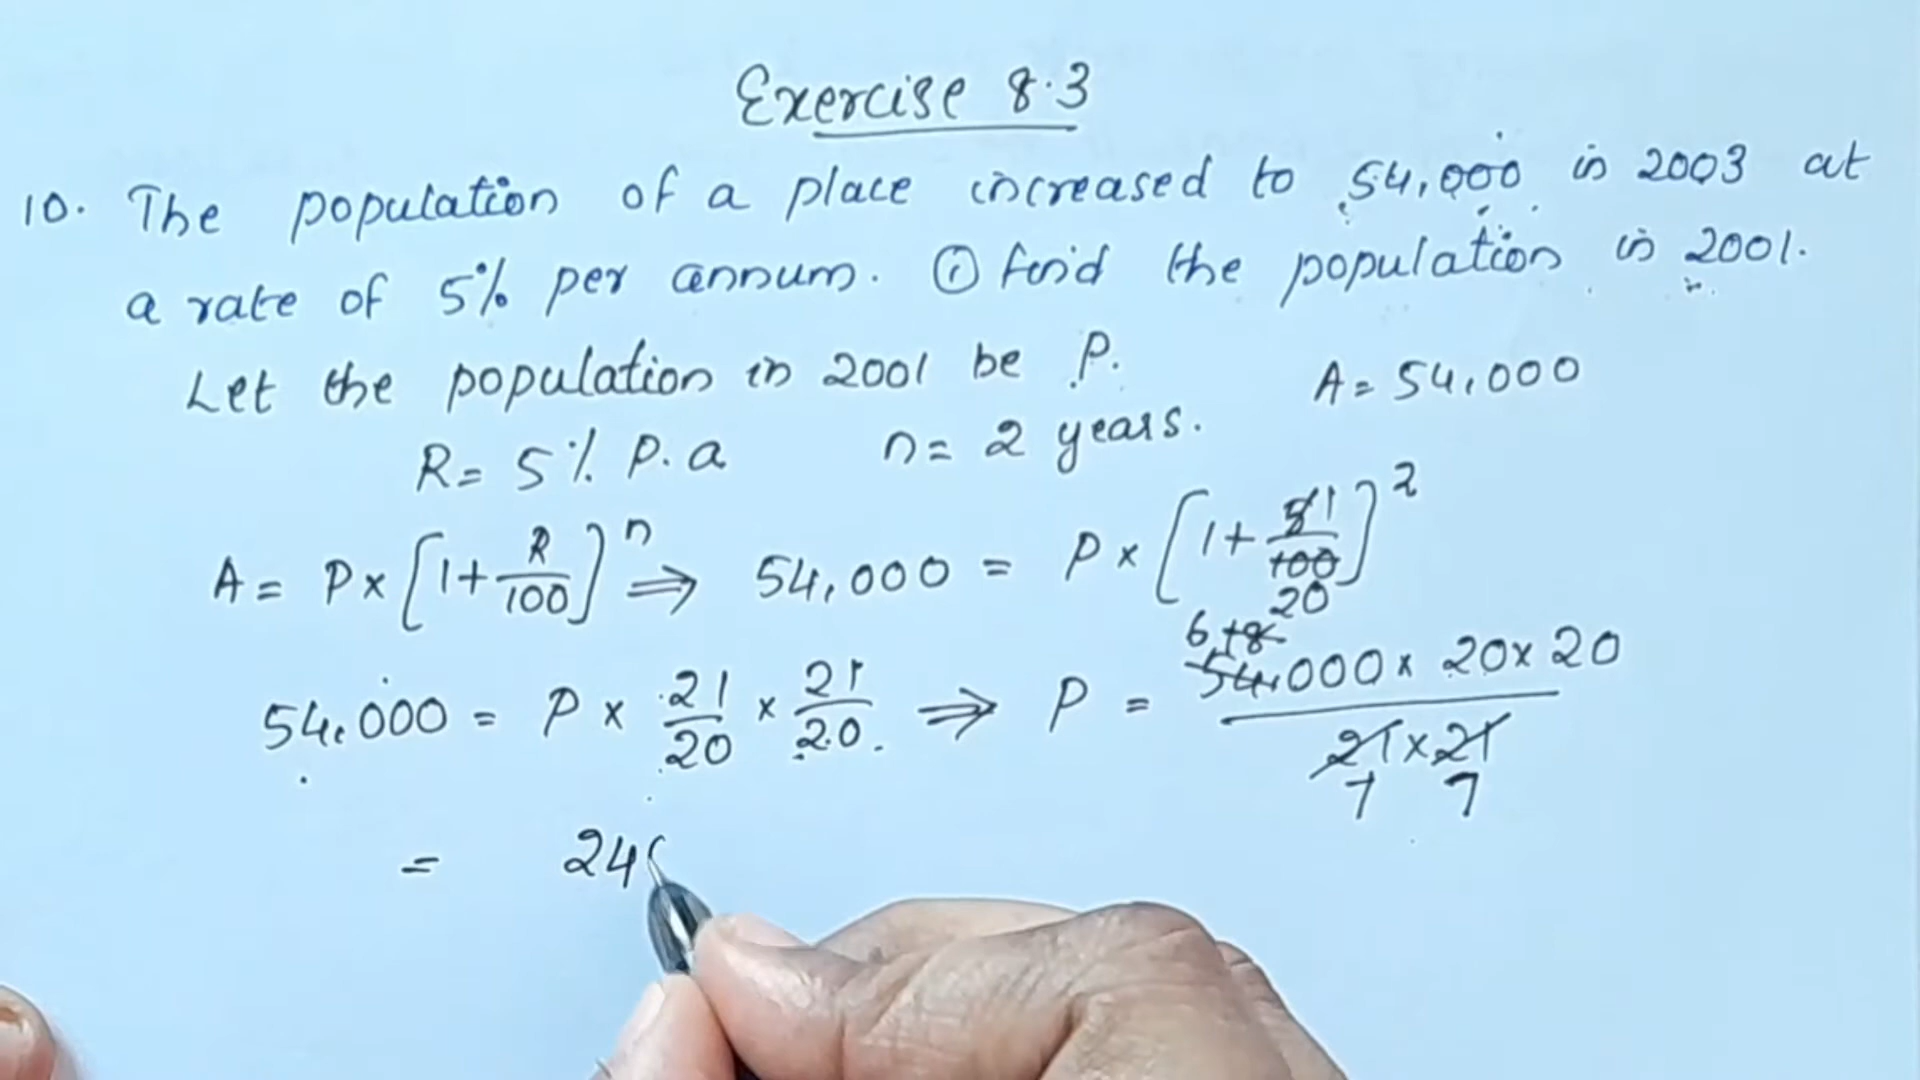 Exercise 8.3
10. The population of a place increased to 54,000 in 2003 at
a rate of 5% per annum. (i) find the population in 2001.
Let the population in 2001 be P. A = 54,000
R = 5% P.a n = 2 years.
A = P × [1 + R/100]^n ⇒ 54,000 = P × [1 + 5/100]^2 1 20
54,000 = P × 21/20 × 21/20 ⇒ P = 54,000 × 20 × 20 / 21 × 21 6 18 7 7
= 240